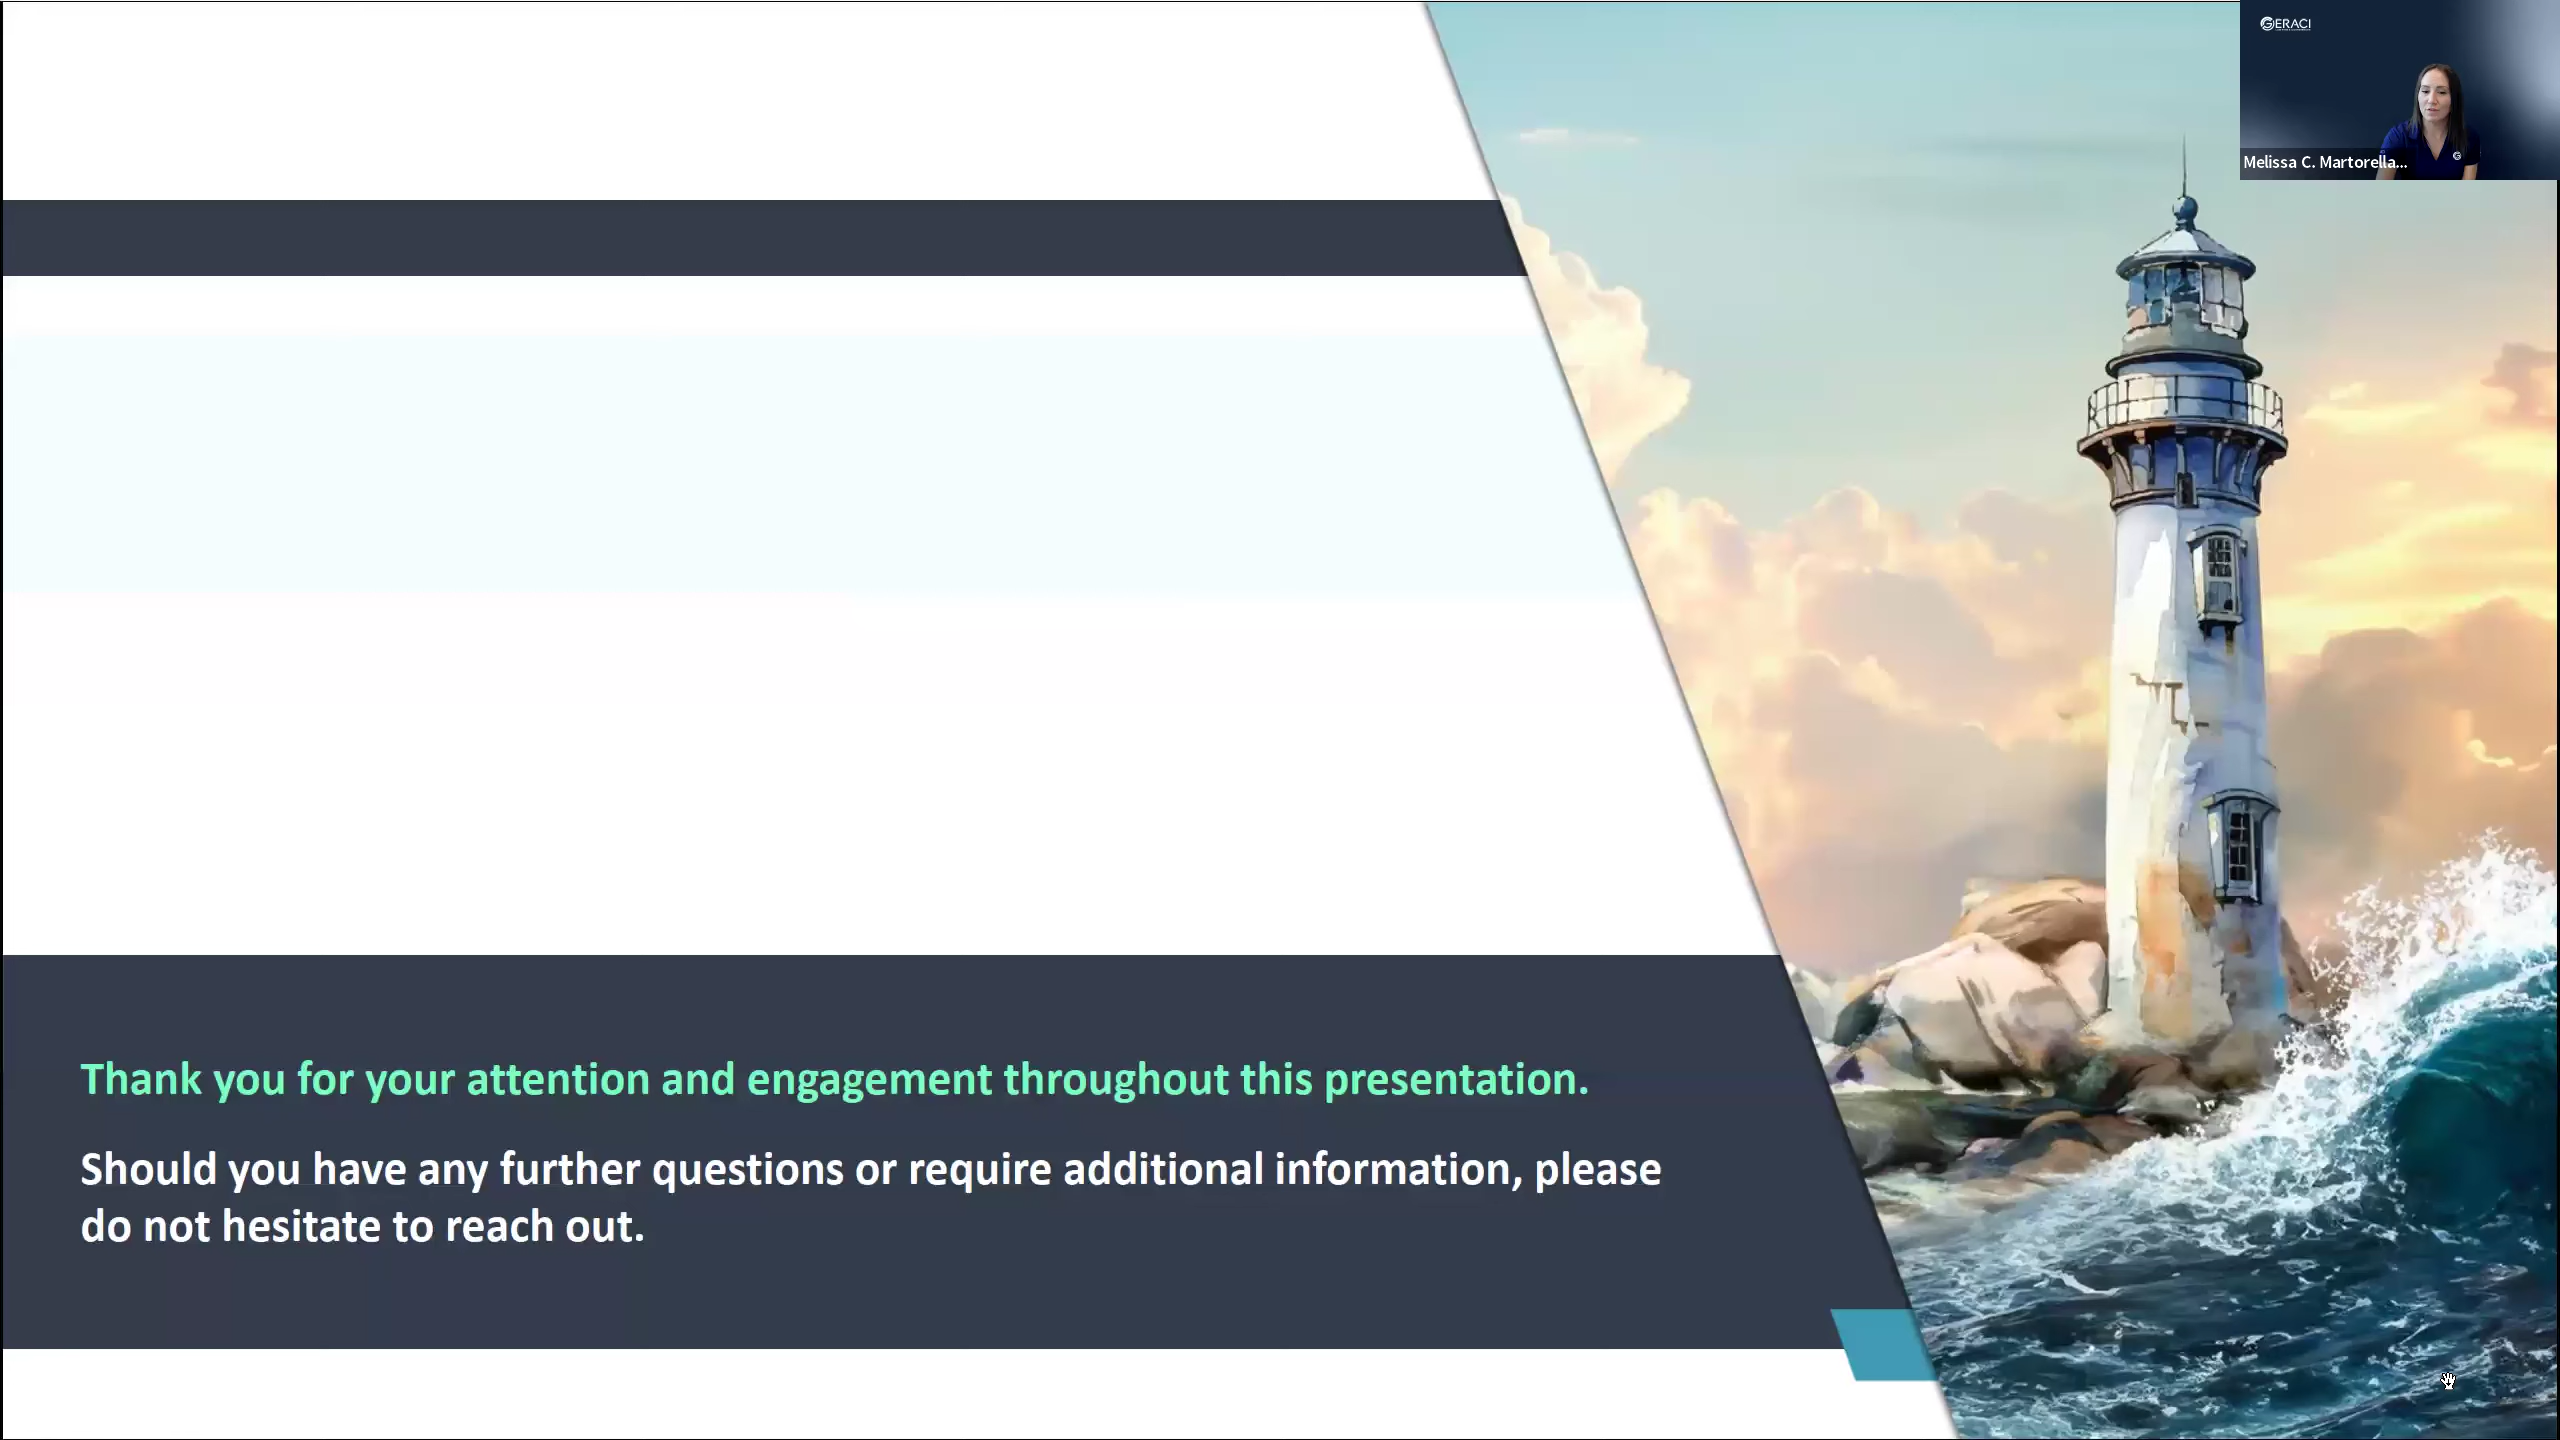 GERACI
Melissa C. Martorella...
Thank you for your attention and engagement throughout this presentation.
Should you have any further questions or require additional information, please
do not hesitate to reach out.